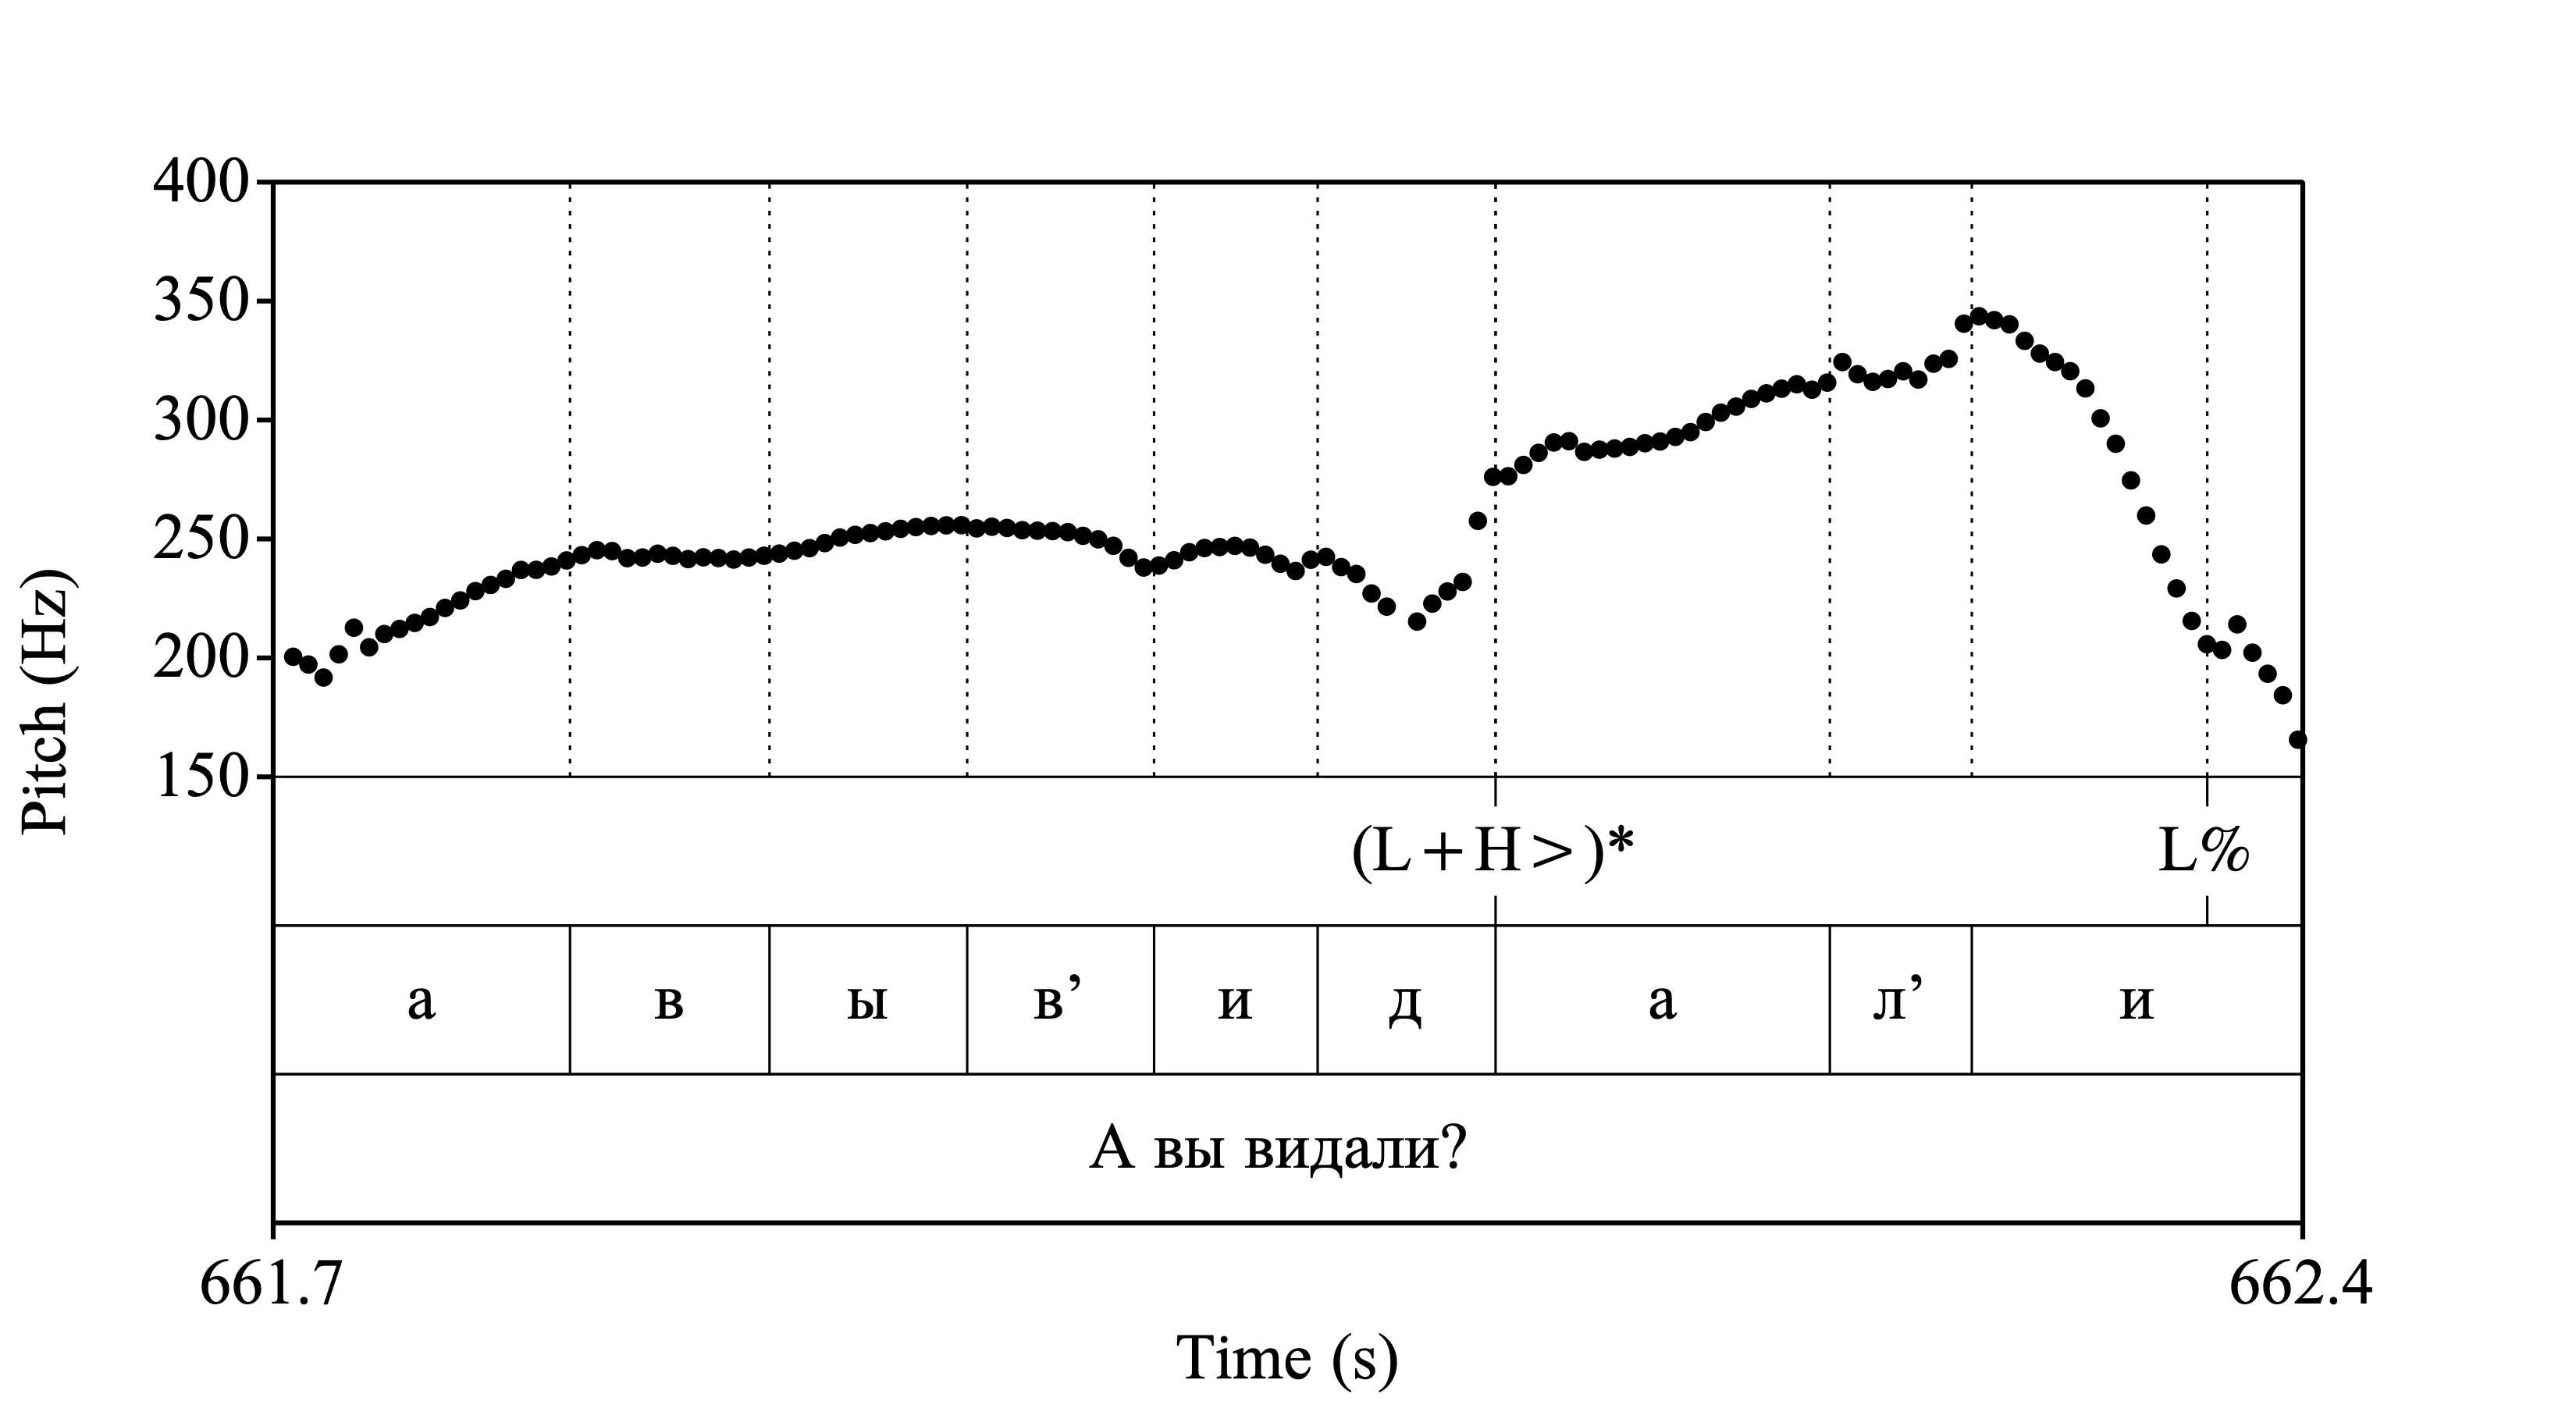 400
350
300
250
200
150
Pitch (Hz)
(L+H>)* L%
а в ы в’ и д а л’ и
А вы видали?
661.7 662.4
Time (s)